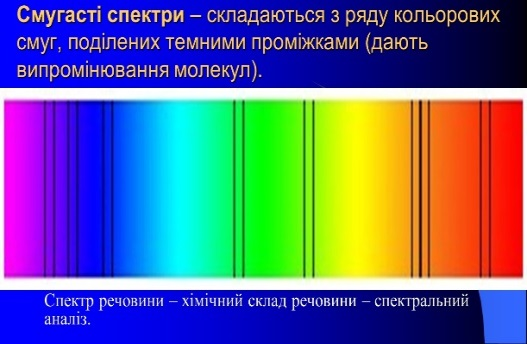 Смугасті спектри – складаються з ряду кольорових
смуг, поділених темними проміжками (дають
випромінювання молекул).
Спектр речовини – хімічний склад речовини – спектральний
аналіз.